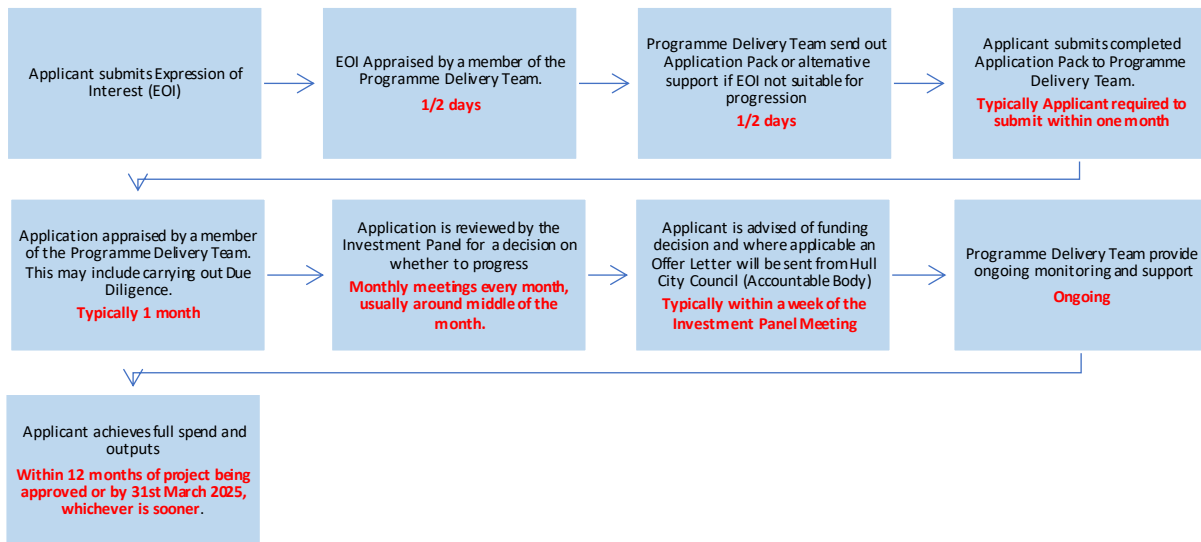 Applicant submits Expression of
Interest (EOI)
EOI Appraised by a member of the
Programme Delivery Team.
1/2 days
Programme Delivery Team send out
Application Pack or alternative
support if EOI not suitable for
progression
1/2 days
Applicant submits completed
Application Pack to Programme
Delivery Team.
Typically Applicant required to
submit within one month
Application appraised by a member
of the Programme Delivery Team.
This may include carrying out Due
Diligence.
Typically 1 month
Application is reviewed by the
Investment Panel for a decision on
whether to progress
Monthly meetings every month,
usually around middle of the
month.
Applicant is advised of funding
decision and where applicable an
Offer Letter will be sent from Hull
City Council (Accountable Body)
Typically within a week of the
Investment Panel Meeting
Programme Delivery Team provide
ongoing monitoring and support
Ongoing
Applicant achieves full spend and
outputs
Within 12 months of project being
approved or by 31st March 2025,
whichever is sooner.